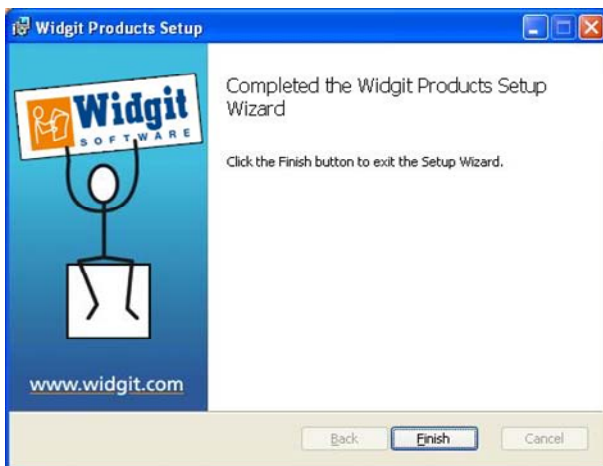 Widgit Products Setup
Widgit
SOFTWARE
Completed the Widgit Products Setup
Wizard
Click the Finish button to exit the Setup Wizard.
www.widgit.com
Back Finish Cancel